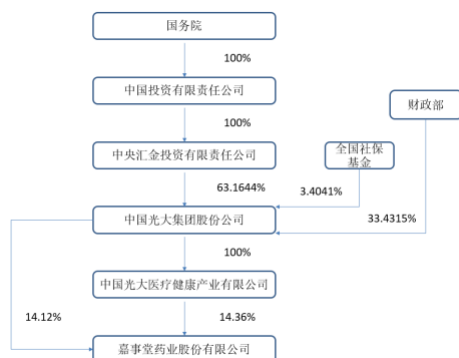 国务院
100%
中国投资有限责任公司
财政部
100%
中央汇金投资有限责任公司
全国社保
基金
63.1644%
3.4041%
33.4315%
中国光大集团股份公司
100%
中国光大医疗健康产业有限公司
14.12%
14.36%
嘉事堂药业股份有限公司